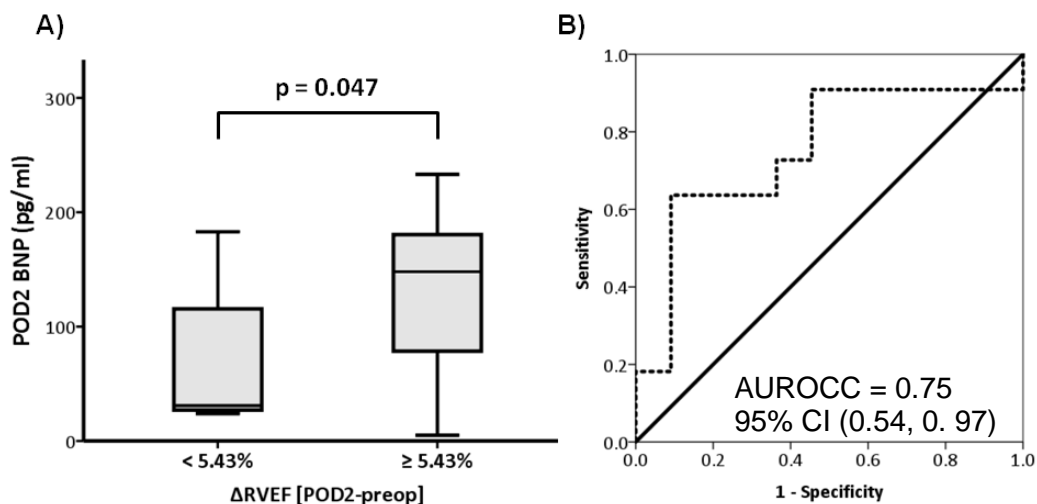 A)
p = 0.047
300
200
100
0
POD2 BNP (pg/ml)
< 5.43%
≥ 5.43%
ΔRVEF [POD2-preop]
B)
1.0
0.8
0.6
0.4
0.2
0.0
Sensitivity
AUROCC = 0.75
95% CI (0.54, 0. 97)
0.0
0.2
0.4
0.6
0.8
1.0
1 - Specificity